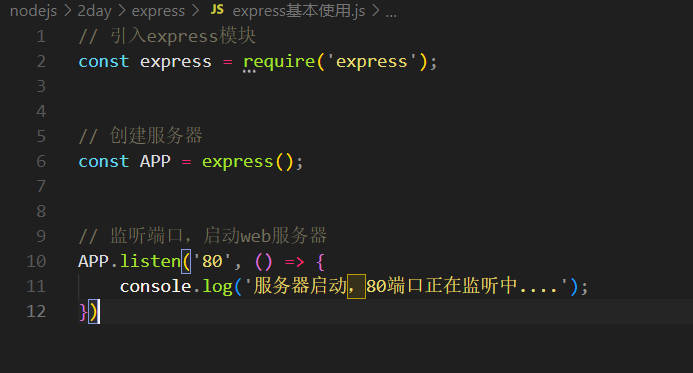 nodejs > 2day > express > JS express基本使用.js > ...
1 // 引入express模块
2 const express = require('express');
3
4
5 // 创建服务器
6 const APP = express();
7
8
9 // 监听端口，启动web服务器
10 APP.listen('80', () => {
11 console.log('服务器启动，80端口正在监听中....');
12 })